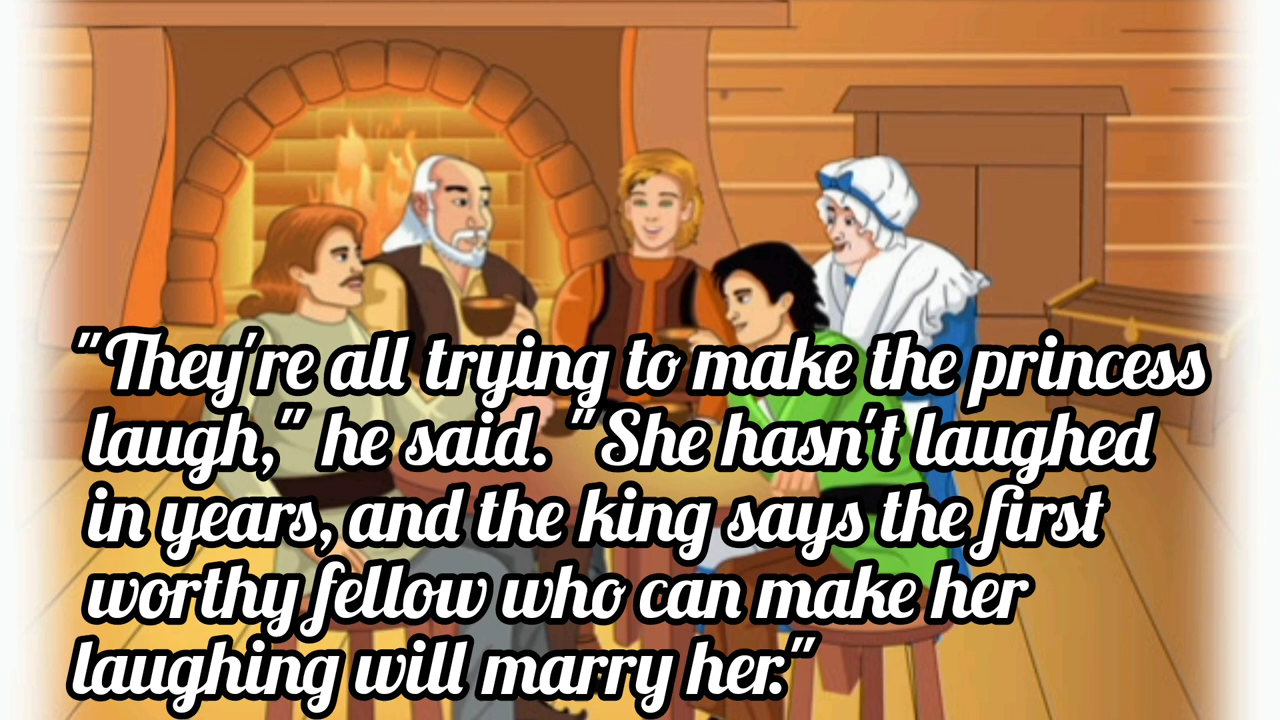 "They're all trying to make the princess
laugh," he said. "She hasn't laughed
in years, and the king says the first
worthy fellow who can make her
laughing will marry her."